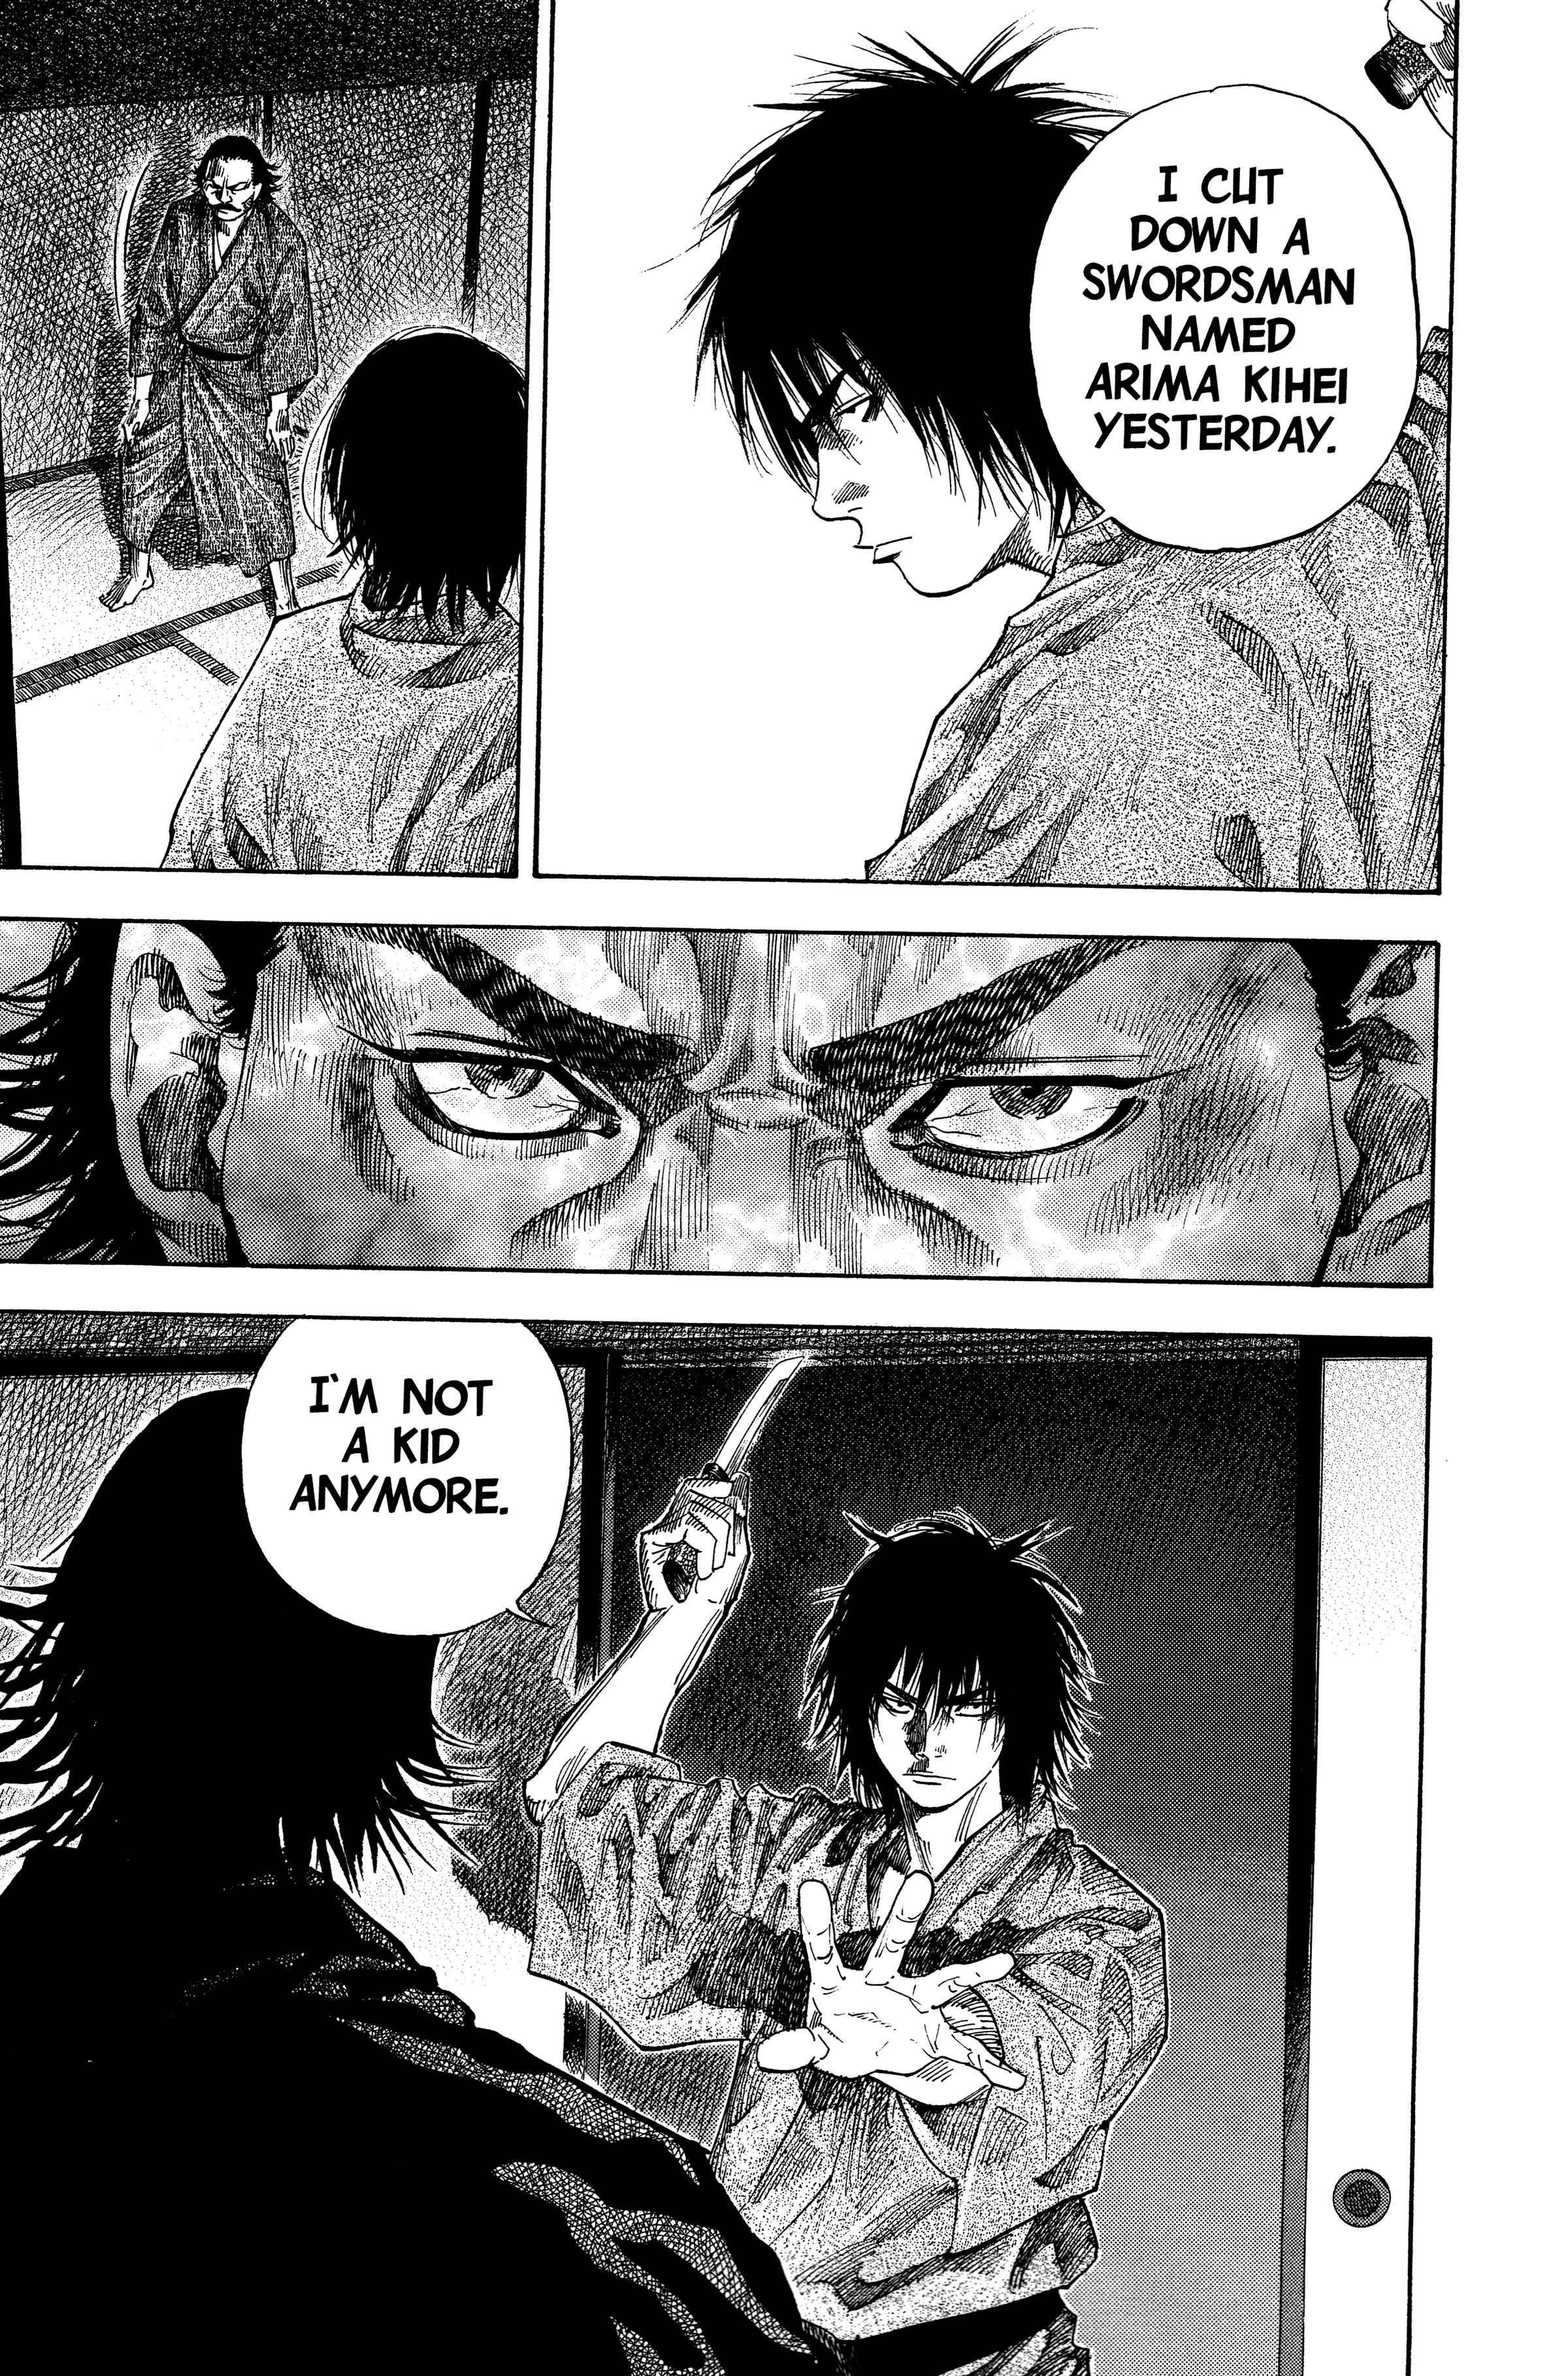 I CUT
DOWN A
SWORDSMAN
NAMED
ARIMA KIHEI
YESTERDAY.
I'M NOT
A KID
ANYMORE.